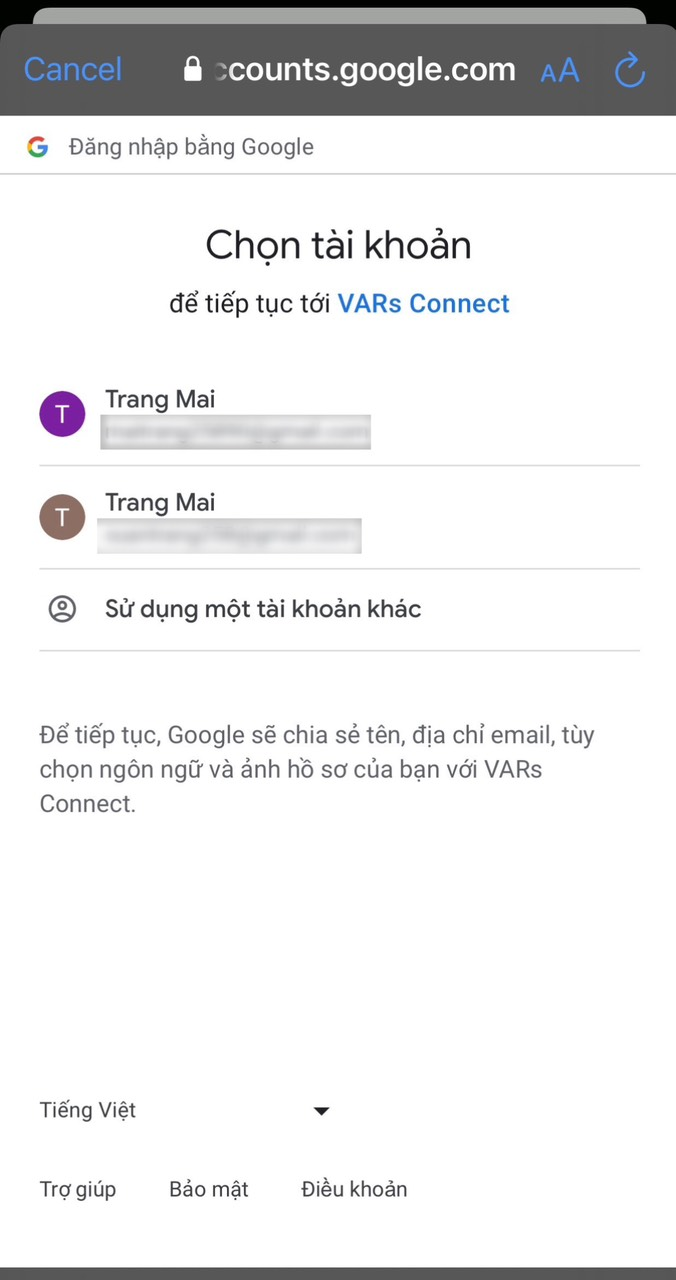 Cancel
ccounts.google.com
AA
Đăng nhập bằng Google
Chọn tài khoản
để tiếp tục tới VARs Connect
T
Trang Mai
T
Trang Mai
Sử dụng một tài khoản khác
Để tiếp tục, Google sẽ chia sẻ tên, địa chỉ email, tùy
chọn ngôn ngữ và ảnh hồ sơ của bạn với VARs
Connect.
Tiếng Việt
Trợ giúp
Bảo mật
Điều khoản